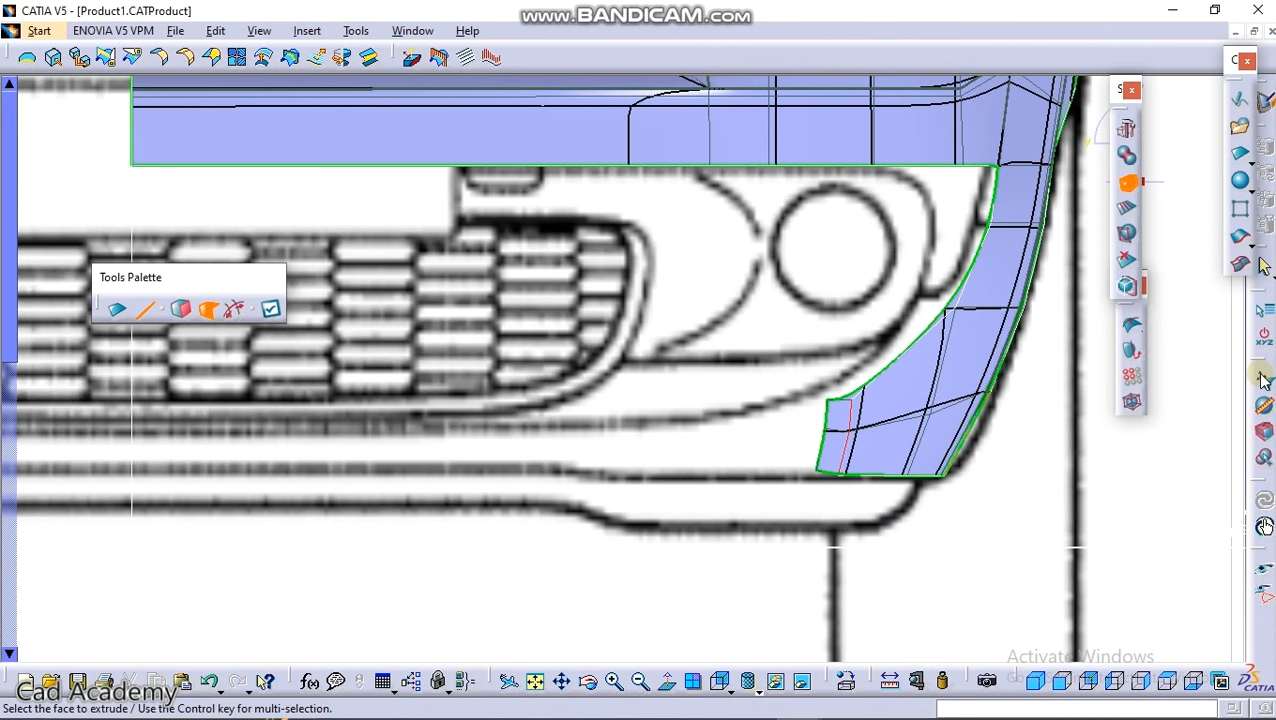 CATIA V5 - [Product1.CATProduct]
www.BANDICAM.com
Start ENOVIA V5 VPM File Edit View Insert Tools Window Help
Tools Palette
Activate Windows
Cad Academy
Select the face to extrude / Use the Control key for multi-selection.